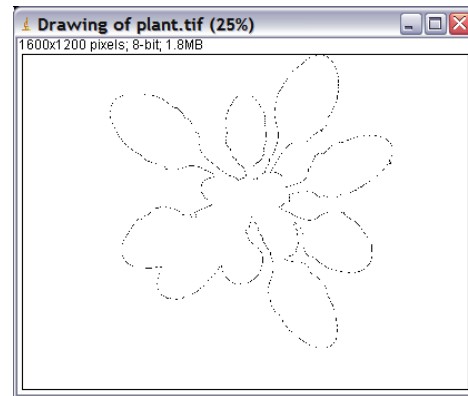 Drawing of plant.tif (25%)
1600x1200 pixels; 8-bit; 1.8MB